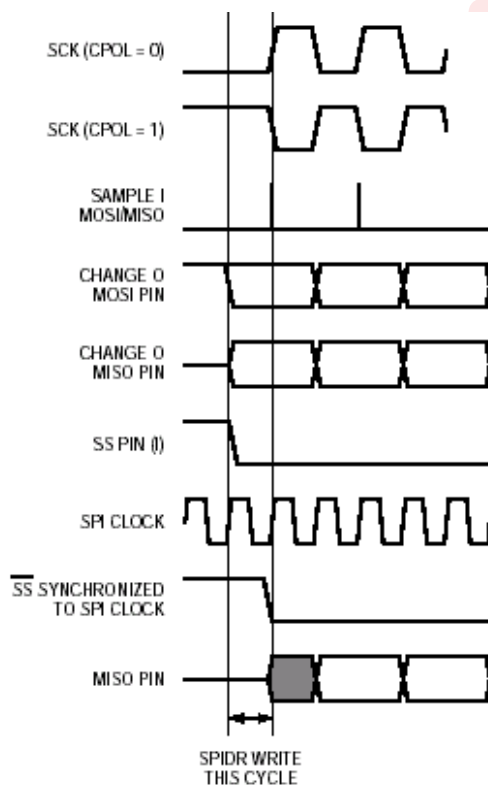 SCK (CPOL = 0)
SCK (CPOL = 1)
SAMPLE I
MOSI/MISO
CHANGE O
MOSI PIN
CHANGE O
MISO PIN
SS PIN (I)
SPI CLOCK
SS SYNCHRONIZED
TO SPI CLOCK
MISO PIN
SPIDR WRITE
THIS CYCLE